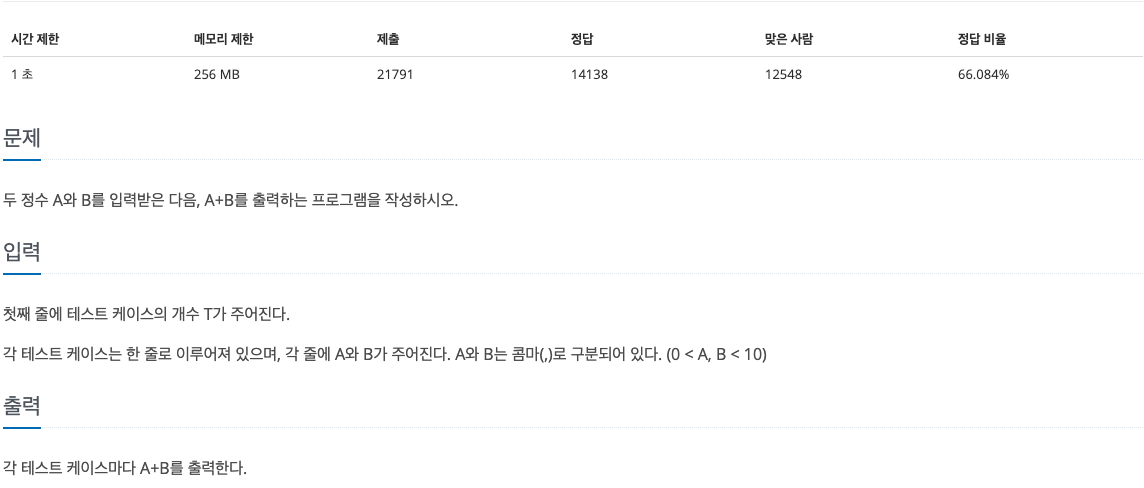 시간 제한 메모리 제한 제출 정답 맞은 사람 정답 비율
1 초 256 MB 21791 14138 12548 66.084%
문제
두 정수 A와 B를 입력받은 다음, A+B를 출력하는 프로그램을 작성하시오.
입력
첫째 줄에 테스트 케이스의 개수 T가 주어진다.
각 테스트 케이스는 한 줄로 이루어져 있으며, 각 줄에 A와 B가 주어진다. A와 B는 콤마(,)로 구분되어 있다. (0 < A, B < 10)
출력
각 테스트 케이스마다 A+B를 출력한다.